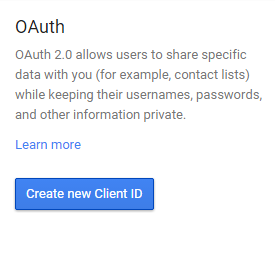 OAuth
OAuth 2.0 allows users to share specific
data with you (for example, contact lists)
while keeping their usernames, passwords,
and other information private.
Learn more
Create new Client ID